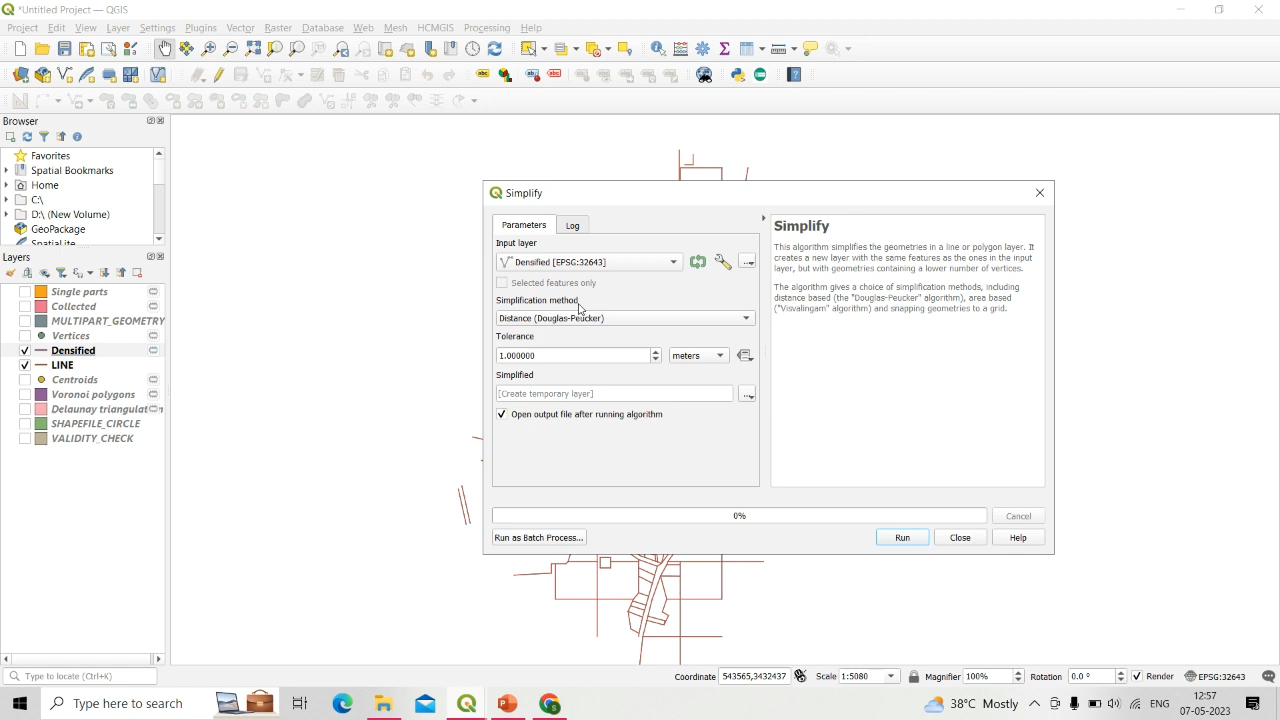 *Untitled Project — QGIS
Project Edit View Layer Settings Plugins Vector Raster Database Web Mesh HCMGIS Processing Help
Browser
Favorites
Spatial Bookmarks
Home
C:\
D:\ (New Volume)
GeoPackage
SpatiaLite
Layers
Single parts
Collected
MULTIPART_GEOMETRY
Vertices
Densified
LINE
Centroids
Voronoi polygons
Delaunay triangulat
SHAPEFILE_CIRCLE
VALIDITY_CHECK
Simplify
Parameters Log
Input layer
Densified [EPSG:32643]
Selected features only
Simplification method
Distance (Douglas-Peucker)
Tolerance
1.000000 meters
Simplified
[Create temporary layer]
Open output file after running algorithm
Simplify
This algorithm simplifies the geometries in a line or polygon layer. It
creates a new layer with the same features as the ones in the input
layer, but with geometries containing a lower number of vertices.
The algorithm gives a choice of simplification methods, including
distance based (the "Douglas-Peucker" algorithm), area based
("Visvalingam" algorithm) and snapping geometries to a grid.
0% Cancel
Run as Batch Process... Run Close Help
Type to locate (Ctrl+K) Coordinate 543565,3432437 Scale 1:5080 Magnifier 100% Rotation 0.0 ° Render EPSG:32643
Type here to search 38°C Mostly ENG 12:57
07-05-2023